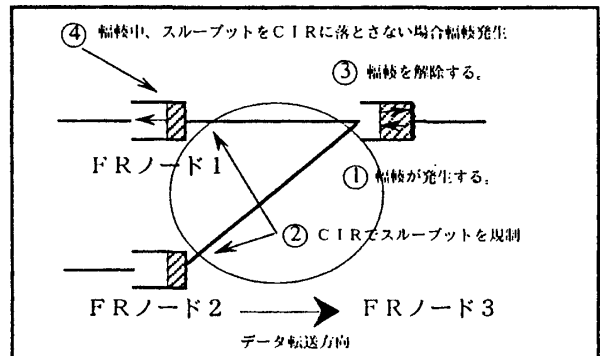 ④ 輻輳中、スループットをＣＩＲに落とさない場合輻輳発生
③ 輻輳を解除する。
ＦＲノード１
① 輻輳が発生する。
② ＣＩＲでスループットを規制
ＦＲノード２
ＦＲノード３
データ転送方向